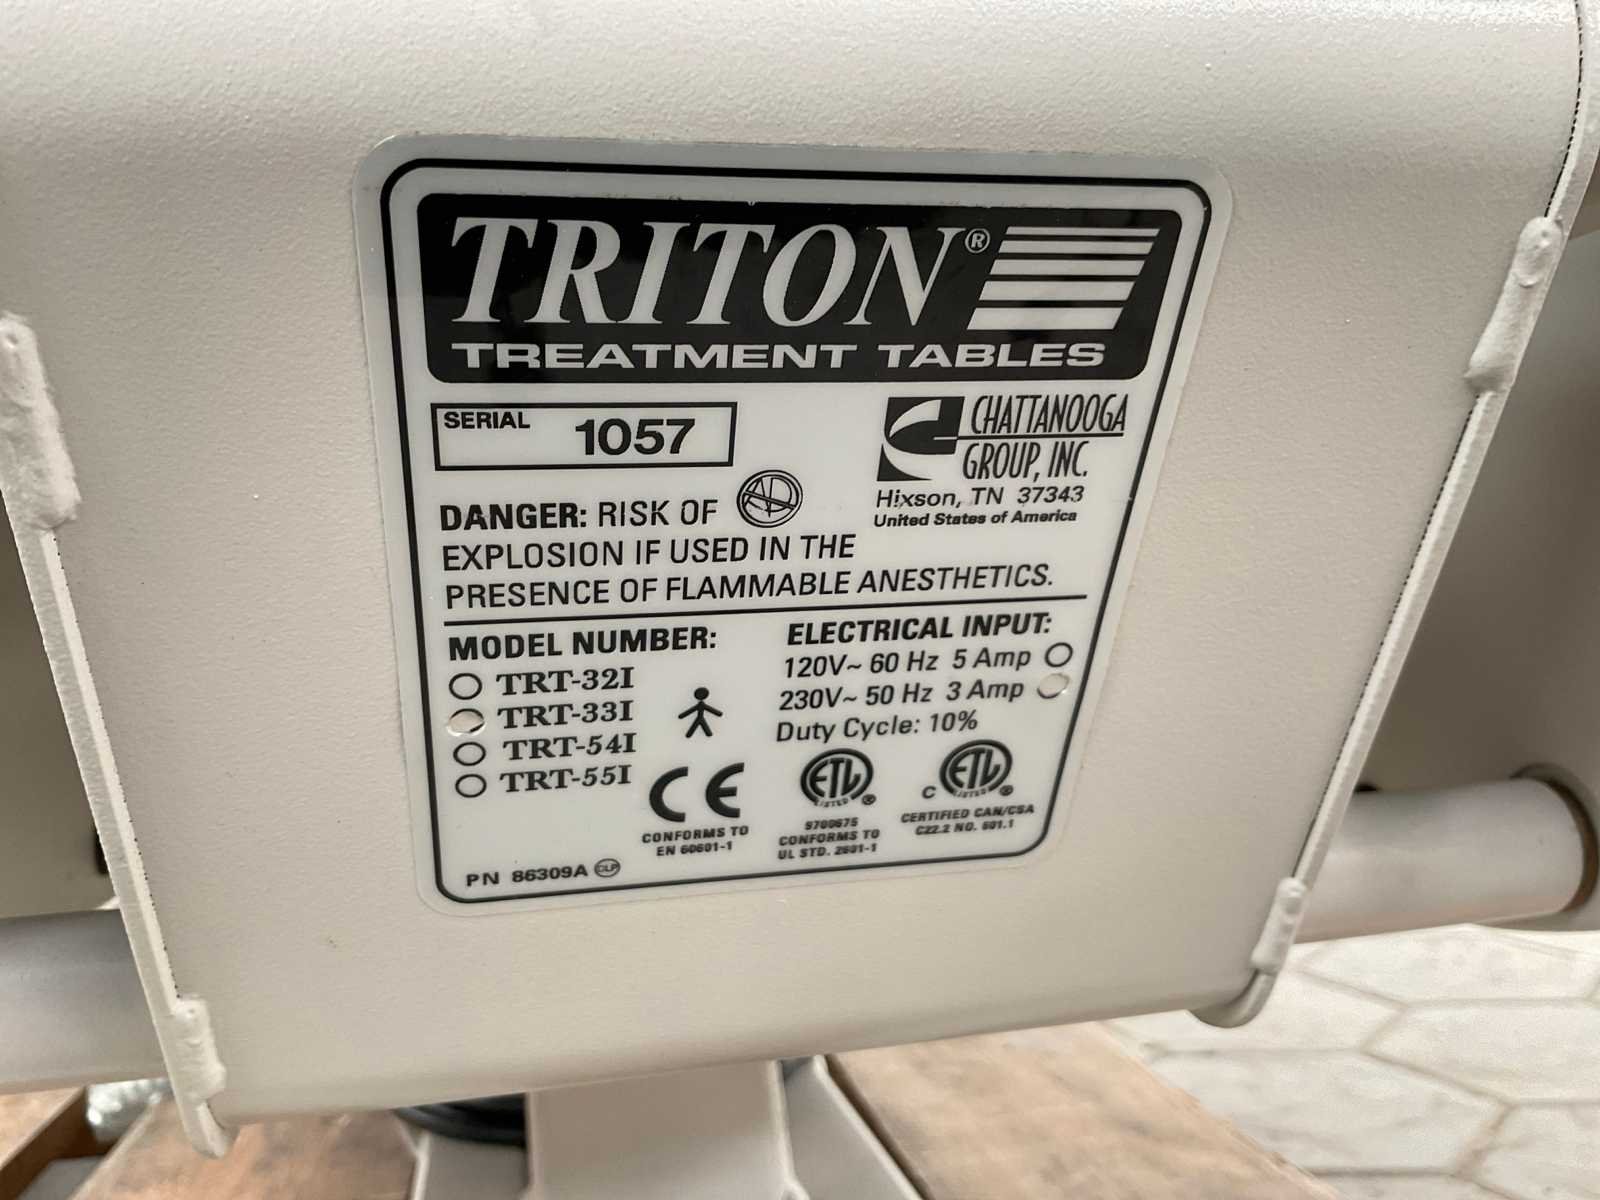 TRITON®
TREATMENT TABLES
SERIAL 1057
CHATTANOOGA
GROUP, INC.
Hixson, TN 37343
United States of America
DANGER: RISK OF
EXPLOSION IF USED IN THE
PRESENCE OF FLAMMABLE ANESTHETICS.
MODEL NUMBER:
TRT-32I
TRT-33I
TRT-54I
TRT-55I
ELECTRICAL INPUT:
120V~ 60 Hz 5 Amp
230V~ 50 Hz 3 Amp
Duty Cycle: 10%
CE
CONFORMS TO
EN 60601-1
ETL
LISTED ®
9700675
CONFORMS TO
UL STD. 2601-1
C ETL ®
LISTED
CERTIFIED CAN/CSA
C22.2 NO. 601.1
PN 86309A DLP